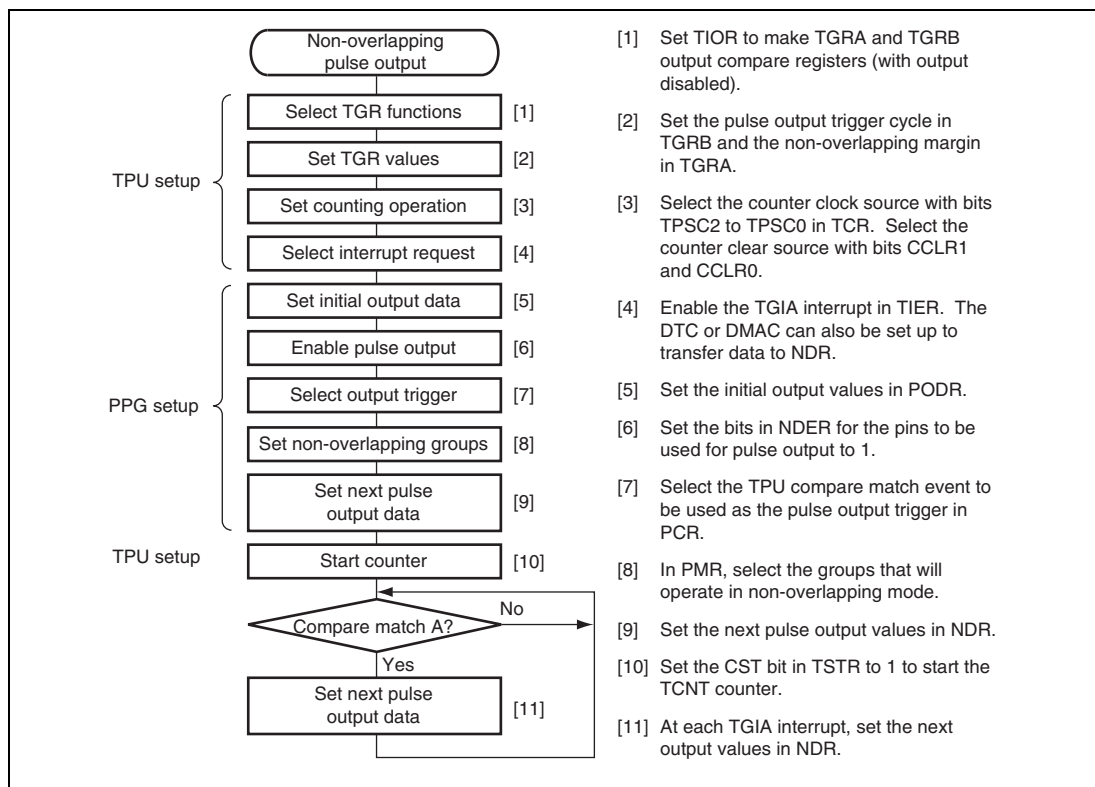 Non-overlapping
pulse output
TPU setup
Select TGR functions [1]
Set TGR values [2]
Set counting operation [3]
Select interrupt request [4]
PPG setup
Set initial output data [5]
Enable pulse output [6]
Select output trigger [7]
Set non-overlapping groups [8]
Set next pulse
output data
[9]
TPU setup
Start counter [10]
Compare match A?
No
Yes
Set next pulse
output data
[11]
[1] Set TIOR to make TGRA and TGRB
output compare registers (with output
disabled).
[2] Set the pulse output trigger cycle in
TGRB and the non-overlapping margin
in TGRA.
[3] Select the counter clock source with bits
TPSC2 to TPSC0 in TCR. Select the
counter clear source with bits CCLR1
and CCLR0.
[4] Enable the TGIA interrupt in TIER. The
DTC or DMAC can also be set up to
transfer data to NDR.
[5] Set the initial output values in PODR.
[6] Set the bits in NDER for the pins to be
used for pulse output to 1.
[7] Select the TPU compare match event to
be used as the pulse output trigger in
PCR.
[8] In PMR, select the groups that will
operate in non-overlapping mode.
[9] Set the next pulse output values in NDR.
[10] Set the CST bit in TSTR to 1 to start the
TCNT counter.
[11] At each TGIA interrupt, set the next
output values in NDR.